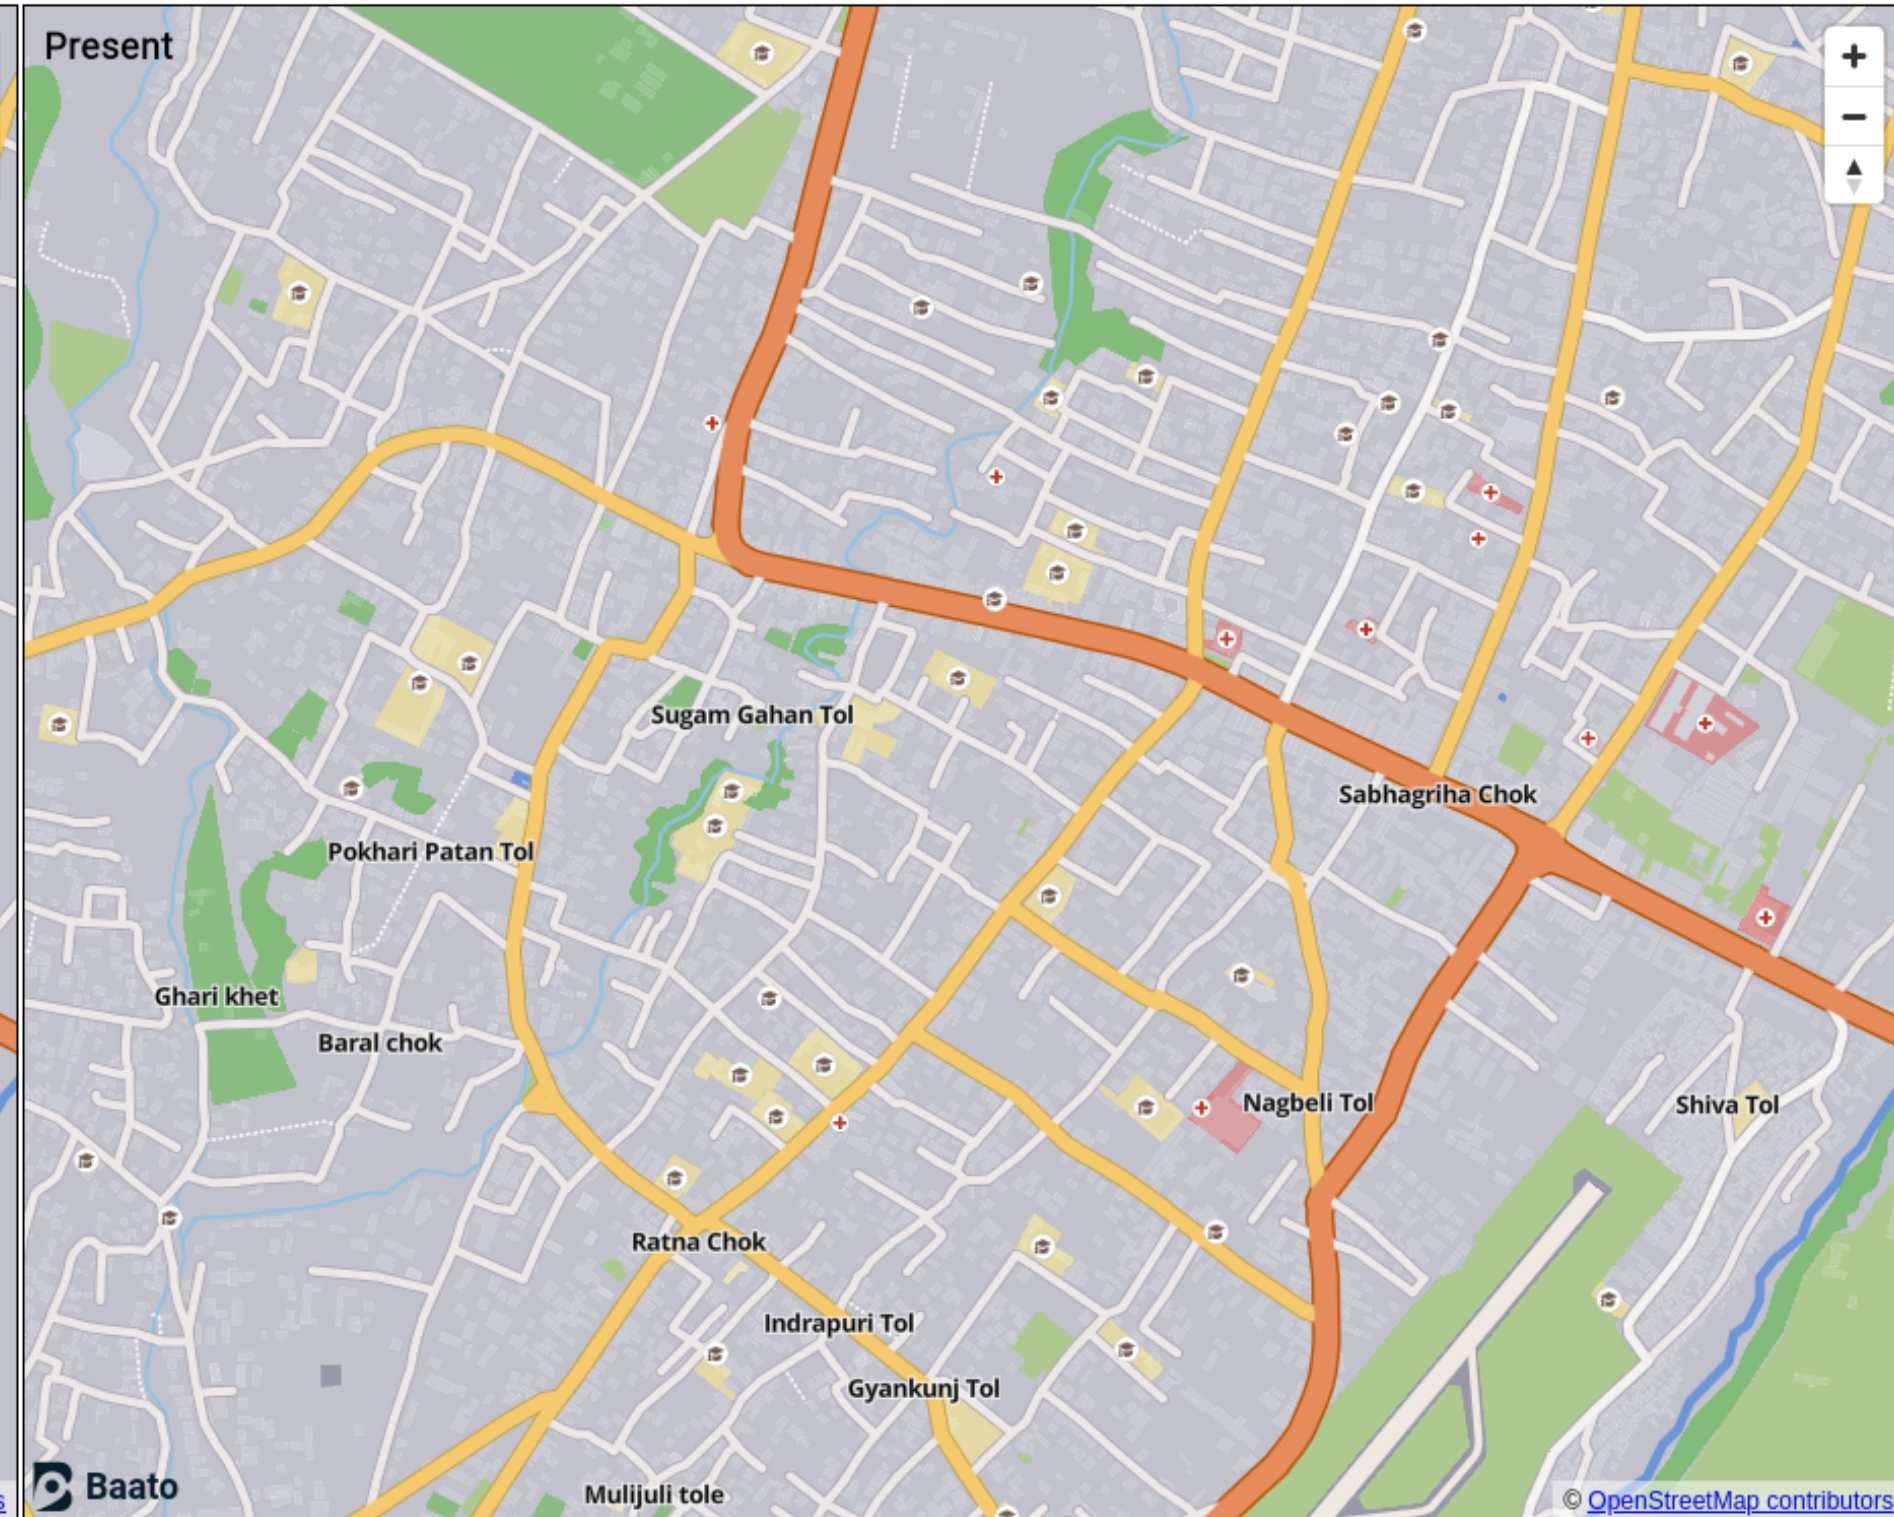 Present
Sugam Gahan Tol
Sabhagriha Chok
Pokhari Patan Tol
Ghari khet
Baral chok
Nagbeli Tol
Shiva Tol
Ratna Chok
Indrapuri Tol
Gyankunj Tol
Baato
Mulijuli tole
© OpenStreetMap contributors
s